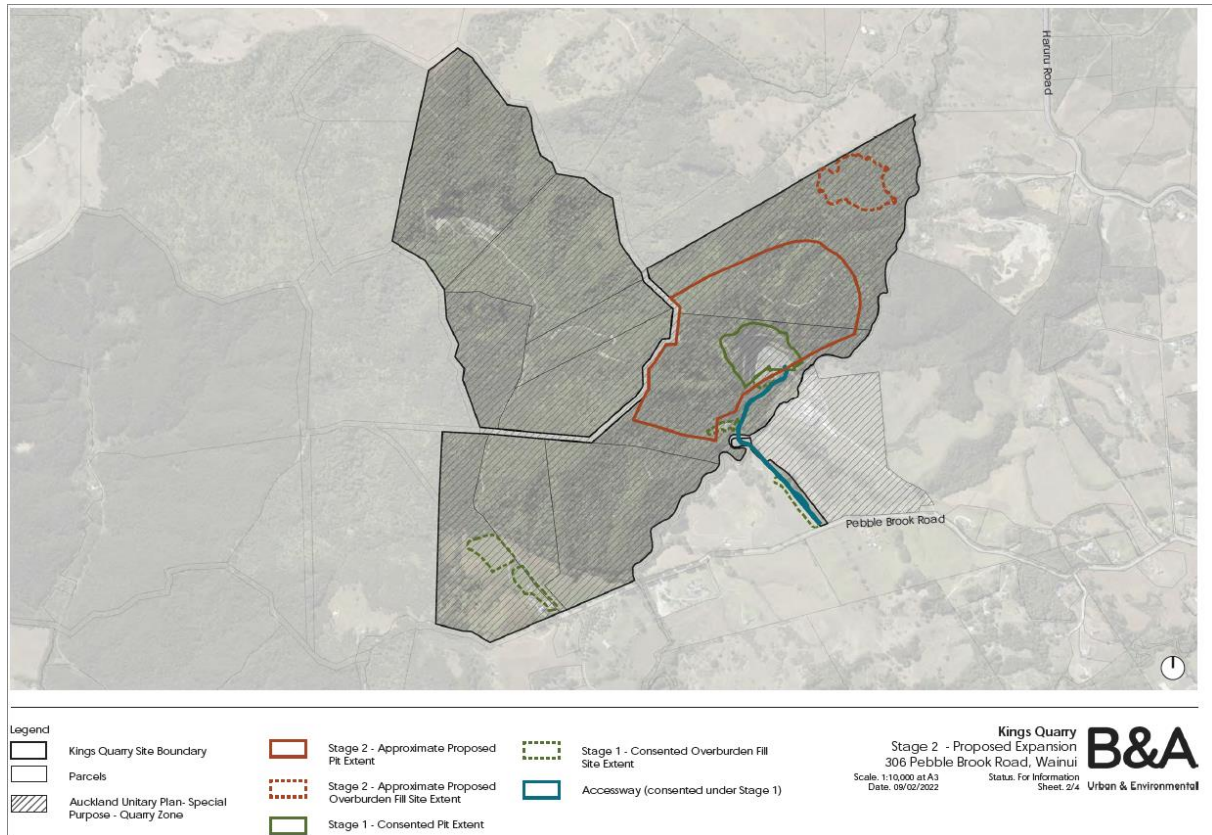 Haruru Road
Pebble Brook Road
Legend
Kings Quarry Site Boundary
Parcels
Auckland Unitary Plan- Special
Purpose - Quarry Zone
Stage 2 - Approximate Proposed
Pit Extent
Stage 2 - Approximate Proposed
Overburden Fill Site Extent
Stage 1 - Consented Pit Extent
Stage 1 - Consented Overburden Fill
Site Extent
Accessway (consented under Stage 1)
Kings Quarry
Stage 2 - Proposed Expansion
306 Pebble Brook Road, Wainui
Scale. 1:10,000 at A3
Status. For Information
Date. 09/02/2022
Sheet. 2/4
B&A
Urban & Environmental